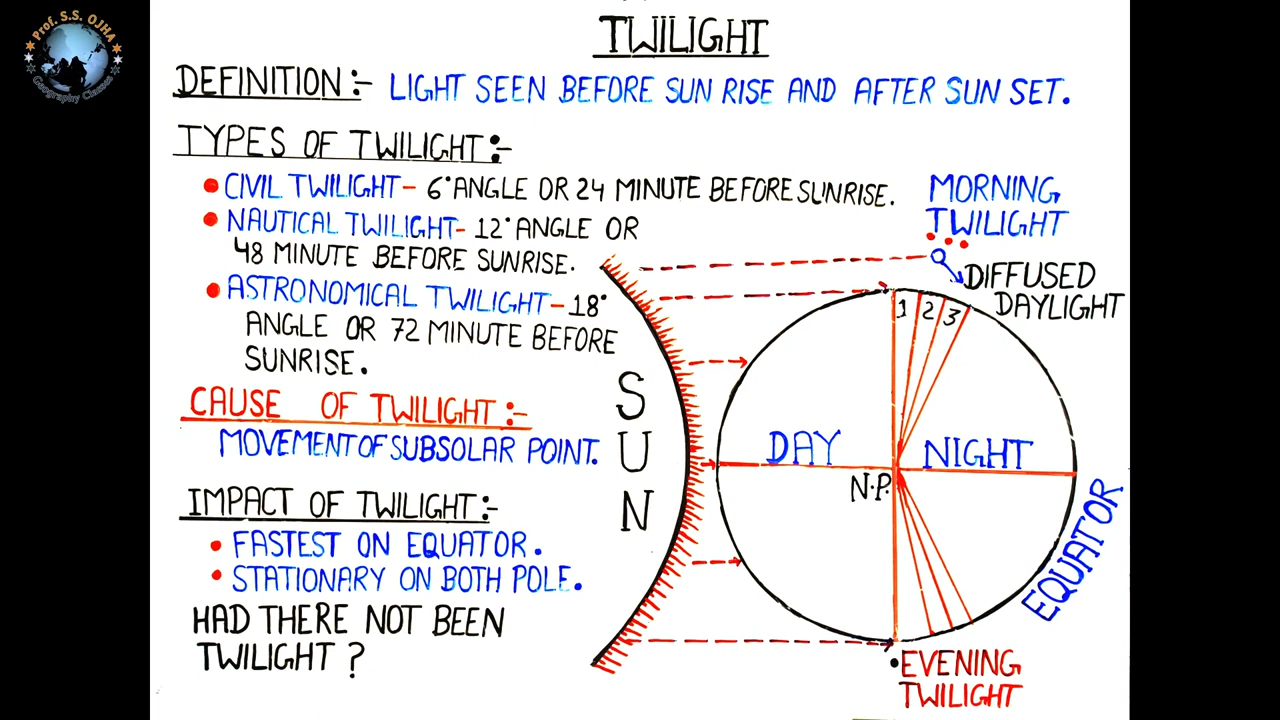 Prof. S.S. OJHA
Geography Classes
TWILIGHT
DEFINITION:- LIGHT SEEN BEFORE SUN RISE AND AFTER SUN SET.
TYPES OF TWILIGHT:-
• CIVIL TWILIGHT- 6° ANGLE OR 24 MINUTE BEFORE SUNRISE.
• NAUTICAL TWILIGHT- 12° ANGLE OR
48 MINUTE BEFORE SUNRISE.
• ASTRONOMICAL TWILIGHT- 18°
ANGLE OR 72 MINUTE BEFORE
SUNRISE.
CAUSE OF TWILIGHT:-
MOVEMENT OF SUBSOLAR POINT.
IMPACT OF TWILIGHT:-
• FASTEST ON EQUATOR.
• STATIONARY ON BOTH POLE.
HAD THERE NOT BEEN
TWILIGHT ?
MORNING
TWILIGHT
DIFFUSED
DAYLIGHT
1 2 3
SUN
DAY
NIGHT
N.P.
EQUATOR
• EVENING
TWILIGHT